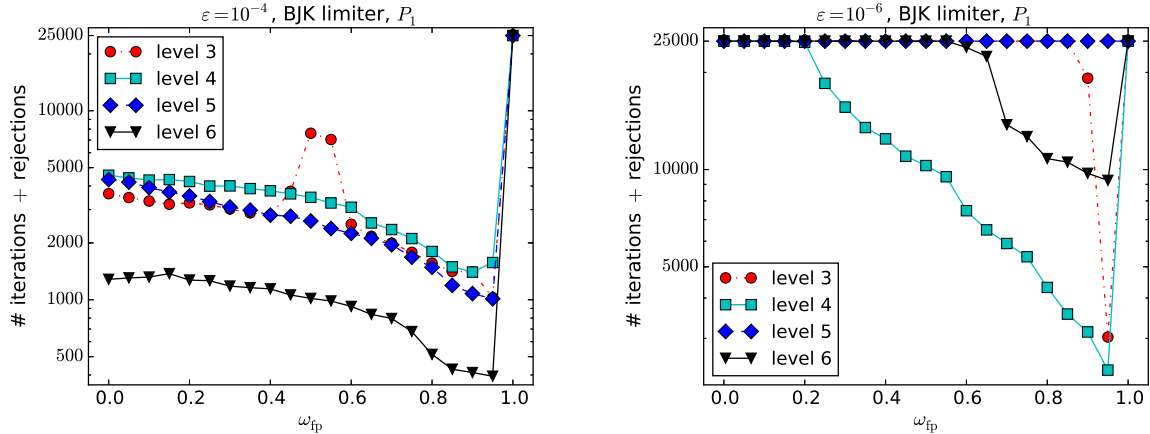 ε=10⁻⁴, BJK limiter, P₁
25000
10000
5000
2000
1000
500
# iterations + rejections
level 3
level 4
level 5
level 6
0.0 0.2 0.4 0.6 0.8 1.0
ω_fp
ε=10⁻⁶, BJK limiter, P₁
25000
10000
5000
# iterations + rejections
level 3
level 4
level 5
level 6
0.0 0.2 0.4 0.6 0.8 1.0
ω_fp